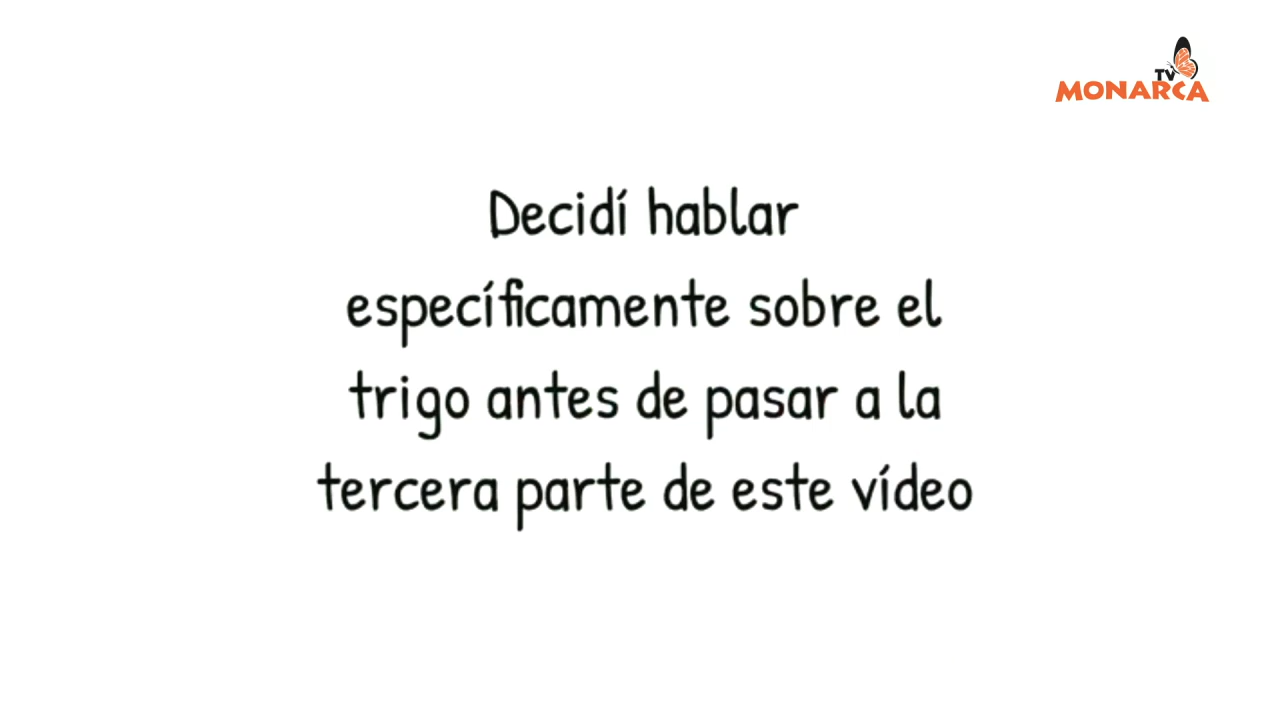 TV
MONARCA
Decidí hablar
específicamente sobre el
trigo antes de pasar a la
tercera parte de este vídeo